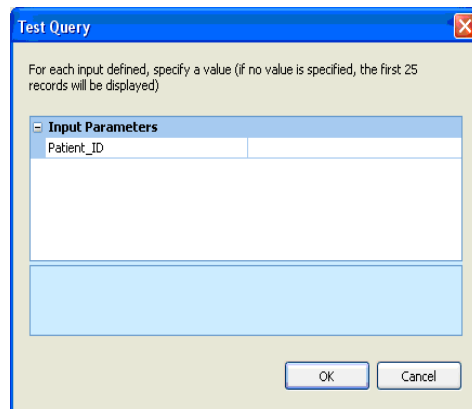 Test Query
For each input defined, specify a value (if no value is specified, the first 25
records will be displayed)
Input Parameters
Patient_ID
OK
Cancel